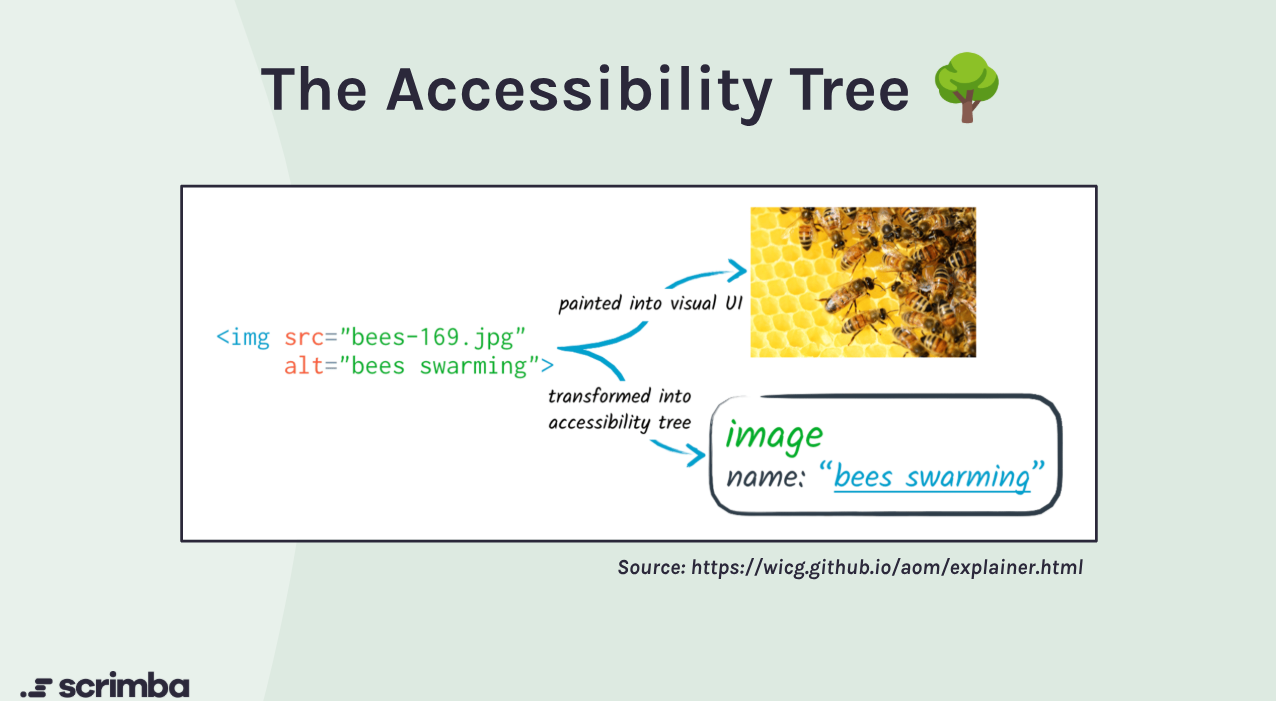 The Accessibility Tree
painted into visual UI
<img src="bees-169.jpg"
alt="bees swarming">
transformed into
accessibility tree
image
name: “bees swarming”
Source: https://wicg.github.io/aom/explainer.html
scrimba